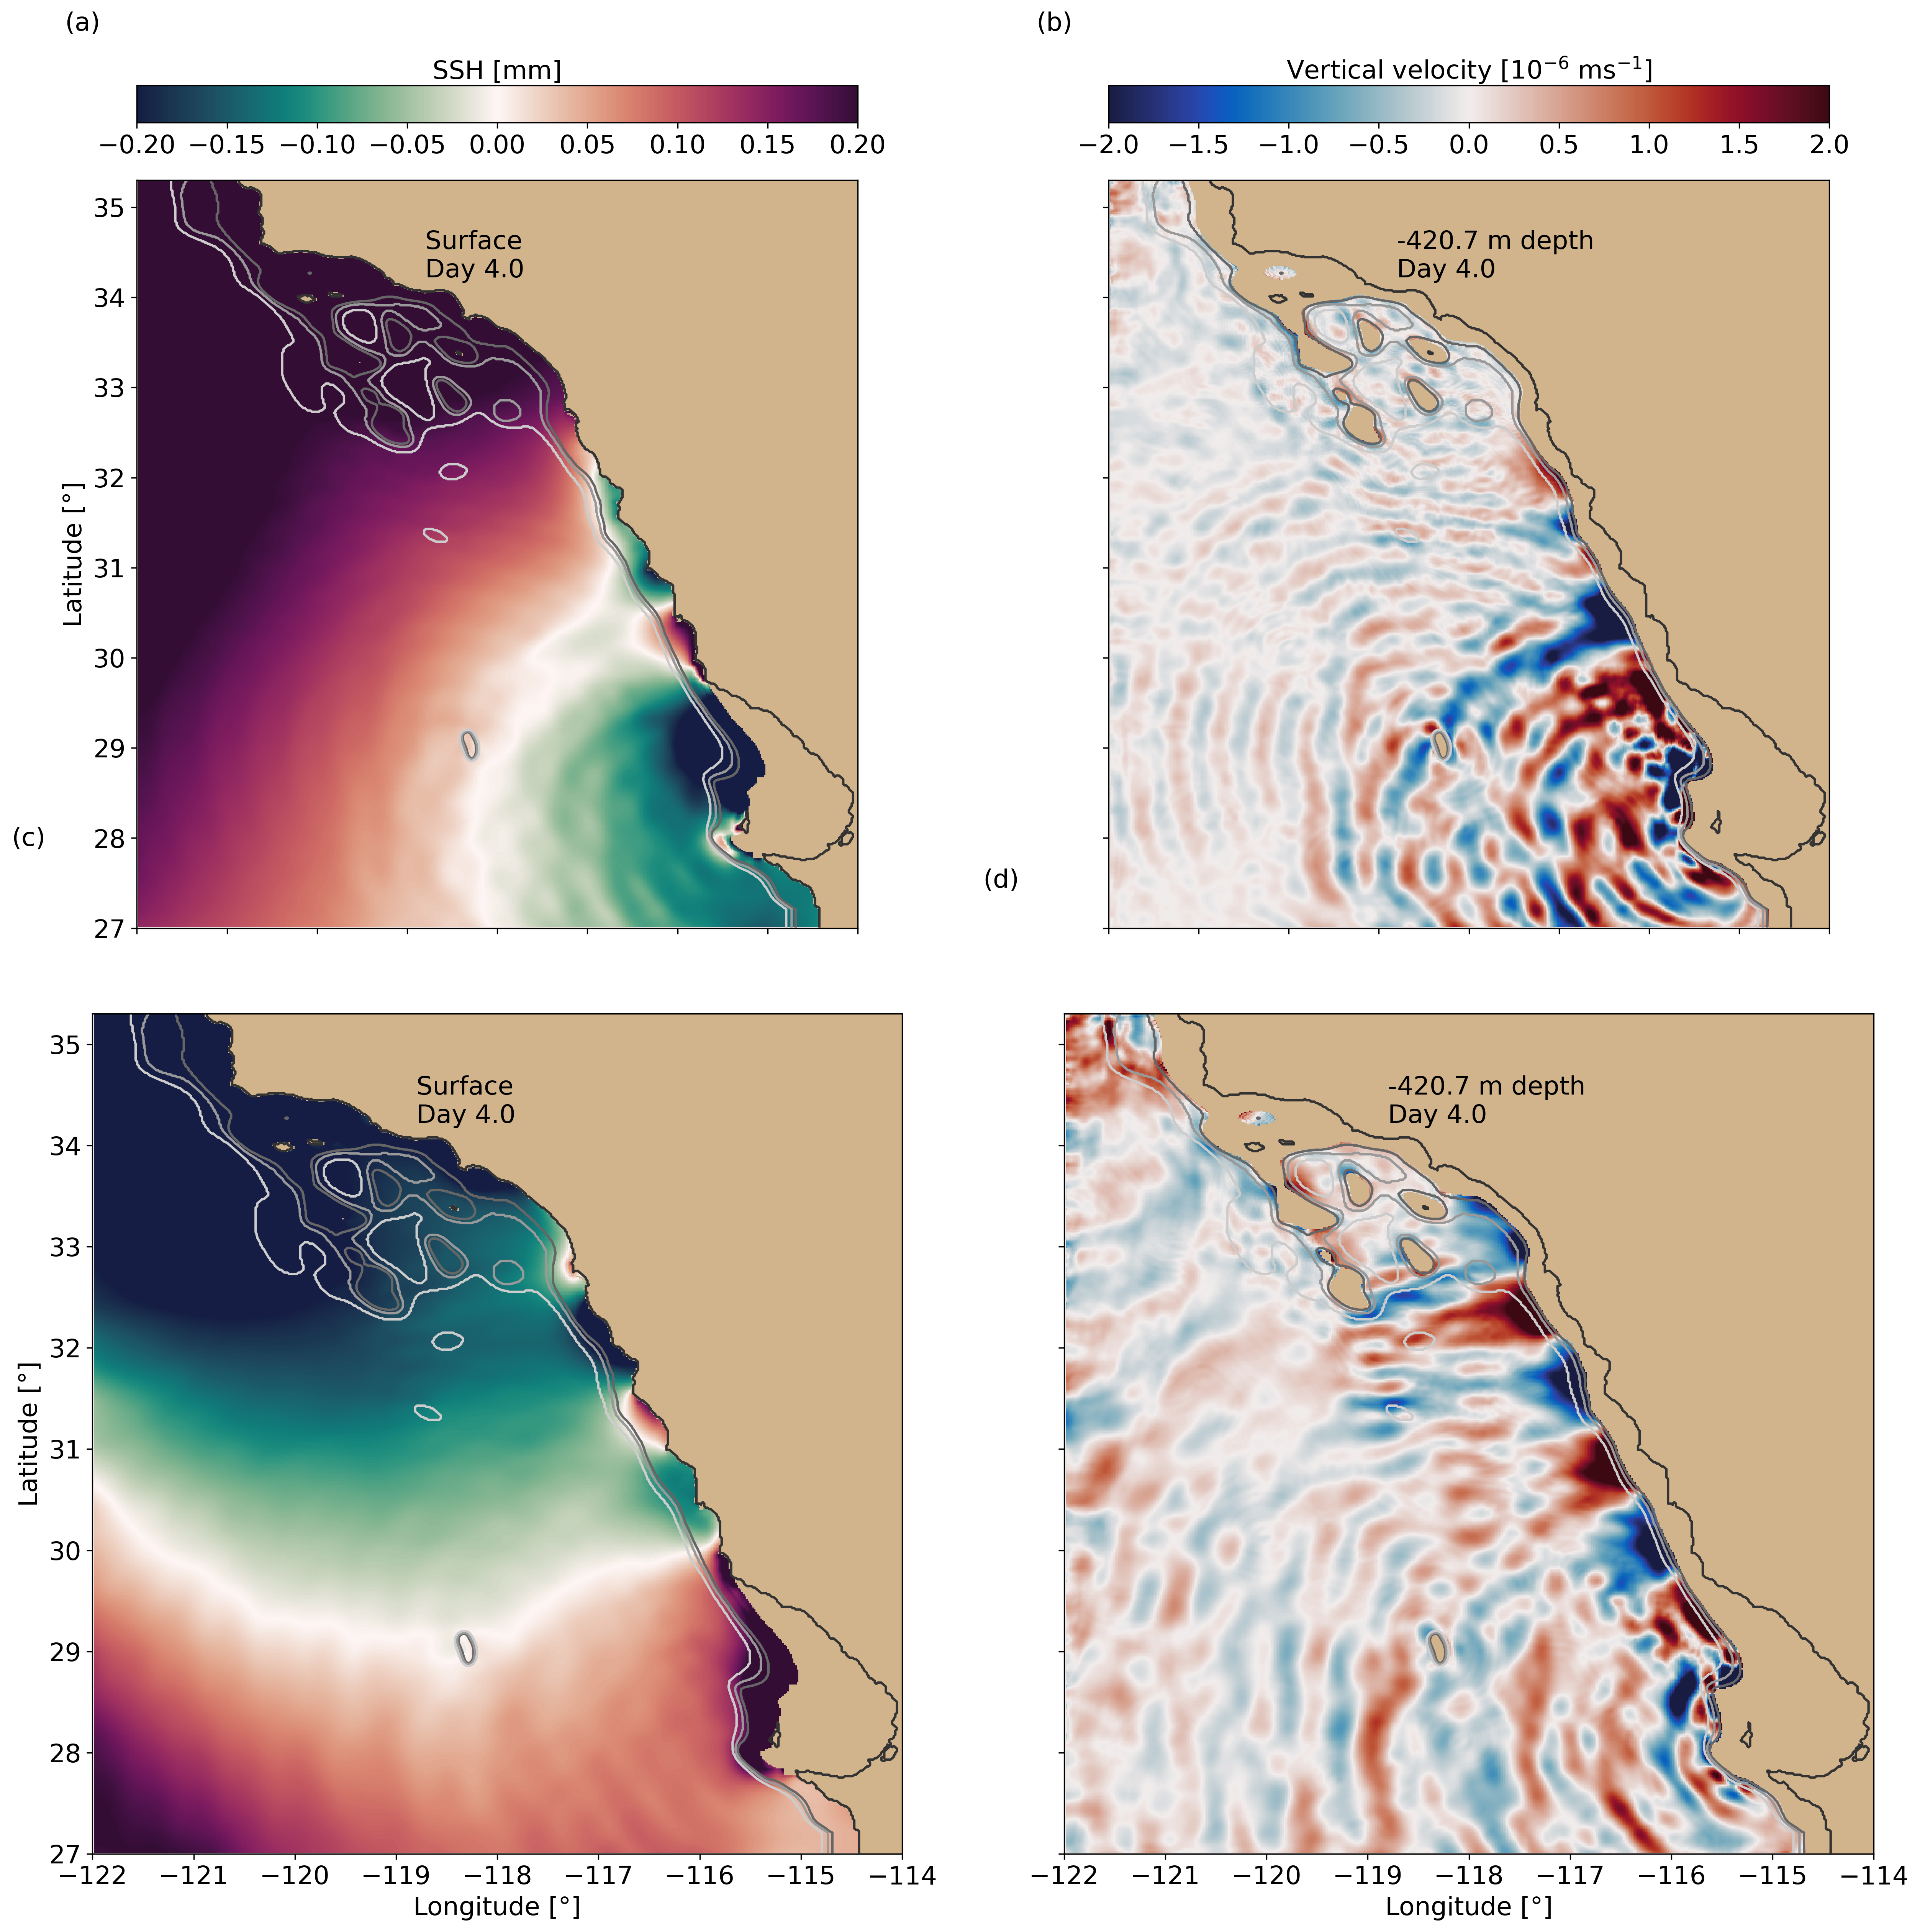 (a)
(b)
SSH [mm]
Vertical velocity [10⁻⁶ ms⁻¹]
−0.20 −0.15 −0.10 −0.05 0.00 0.05 0.10 0.15 0.20
−2.0 −1.5 −1.0 −0.5 0.0 0.5 1.0 1.5 2.0
Surface
Day 4.0
-420.7 m depth
Day 4.0
35
34
33
32
31
30
29
28
27
Latitude [°]
(c)
(d)
Surface
Day 4.0
-420.7 m depth
Day 4.0
35
34
33
32
31
30
29
28
27
Latitude [°]
−122 −121 −120 −119 −118 −117 −116 −115 −114
Longitude [°]
−122 −121 −120 −119 −118 −117 −116 −115 −114
Longitude [°]